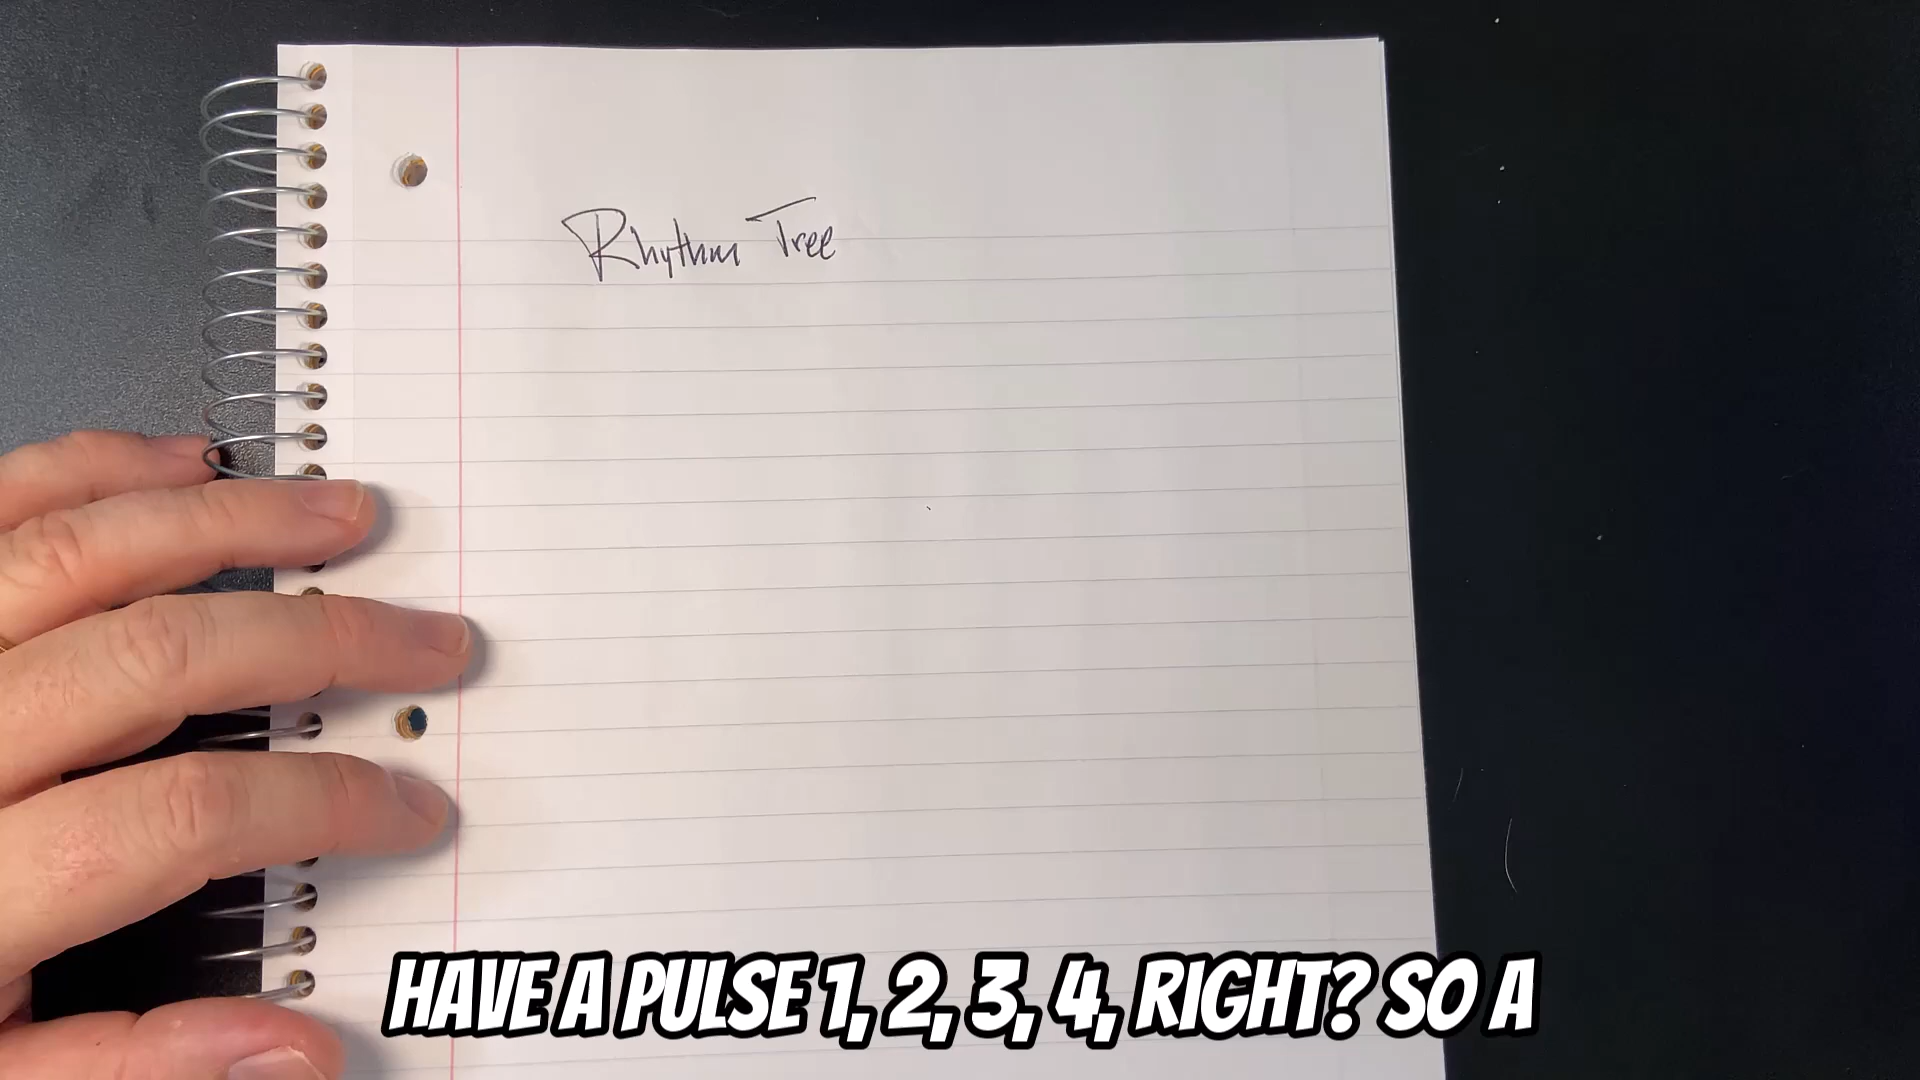 Rhythm Tree
HAVE A PULSE 1, 2, 3, 4, RIGHT? SO A